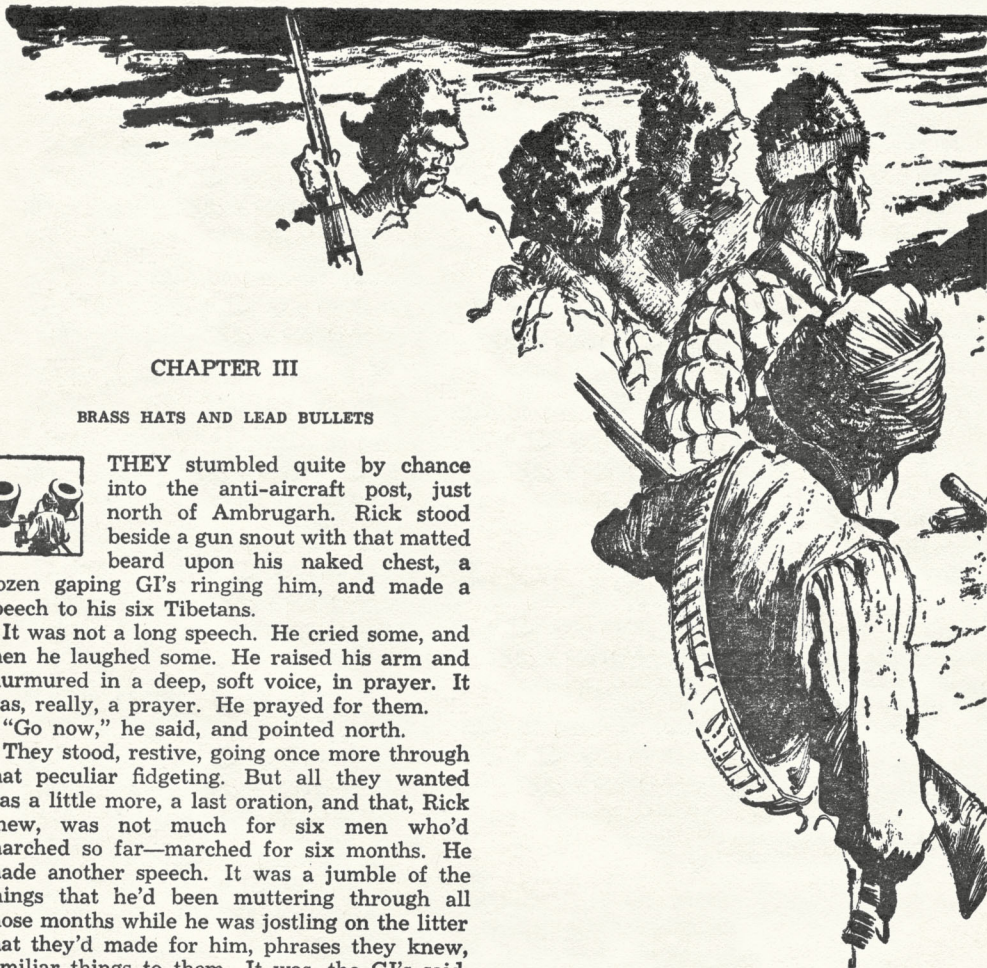 CHAPTER III
BRASS HATS AND LEAD BULLETS
THEY stumbled quite by chance
into the anti-aircraft post, just
north of Ambrugarh. Rick stood
beside a gun snout with that matted
beard upon his naked chest, a
ozen gaping GI's ringing him, and made a
peech to his six Tibetans.
It was not a long speech. He cried some, and
hen he laughed some. He raised his arm and
urmured in a deep, soft voice, in prayer. It
as, really, a prayer. He prayed for them.
“Go now,” he said, and pointed north.
They stood, restive, going once more through
at peculiar fidgeting. But all they wanted
as a little more, a last oration, and that, Rick
new, was not much for six men who'd
arched so far—marched for six months. He
ade another speech. It was a jumble of the
hings that he'd been muttering through all
ose months while he was jostling on the litter
at they'd made for him, phrases they knew,
miliar things to them. It was, the GI's said,